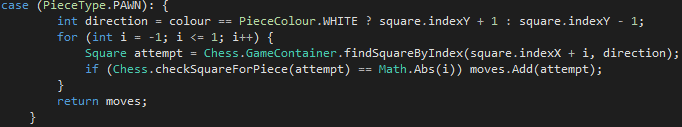 case (PieceType.PAWN): {
int direction = colour == PieceColour.WHITE ? square.indexY + 1 : square.indexY - 1;
for (int i = -1; i <= 1; i++) {
Square attempt = Chess.GameContainer.findSquareByIndex(square.indexX + i, direction);
if (Chess.checkSquareForPiece(attempt) == Math.Abs(i)) moves.Add(attempt);
}
return moves;
}